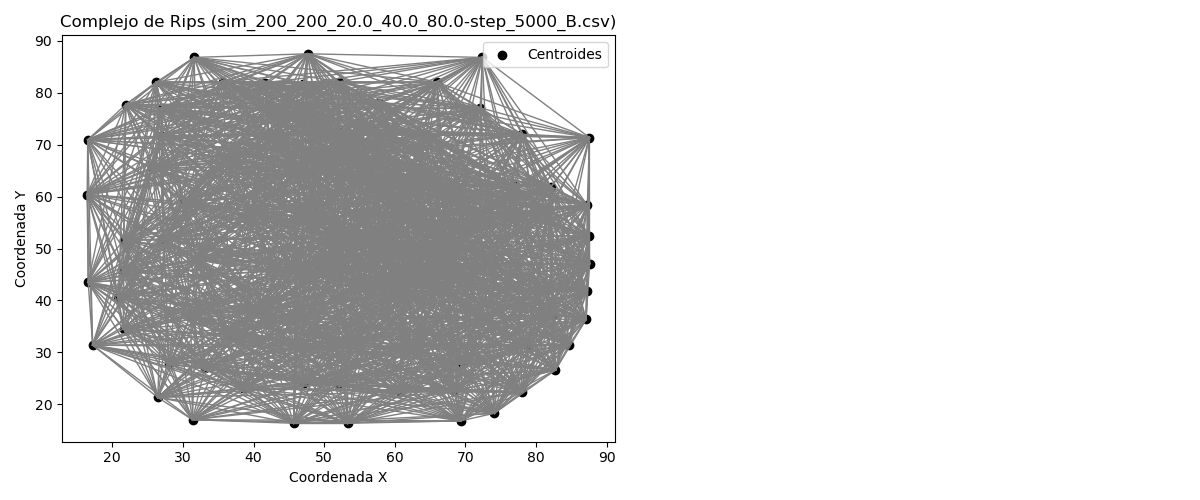 Complejo de Rips (sim_200_200_20.0_40.0_80.0-step_5000_B.csv)
Centroides
Coordenada Y
90
80
70
60
50
40
30
20
20 30 40 50 60 70 80 90
Coordenada X